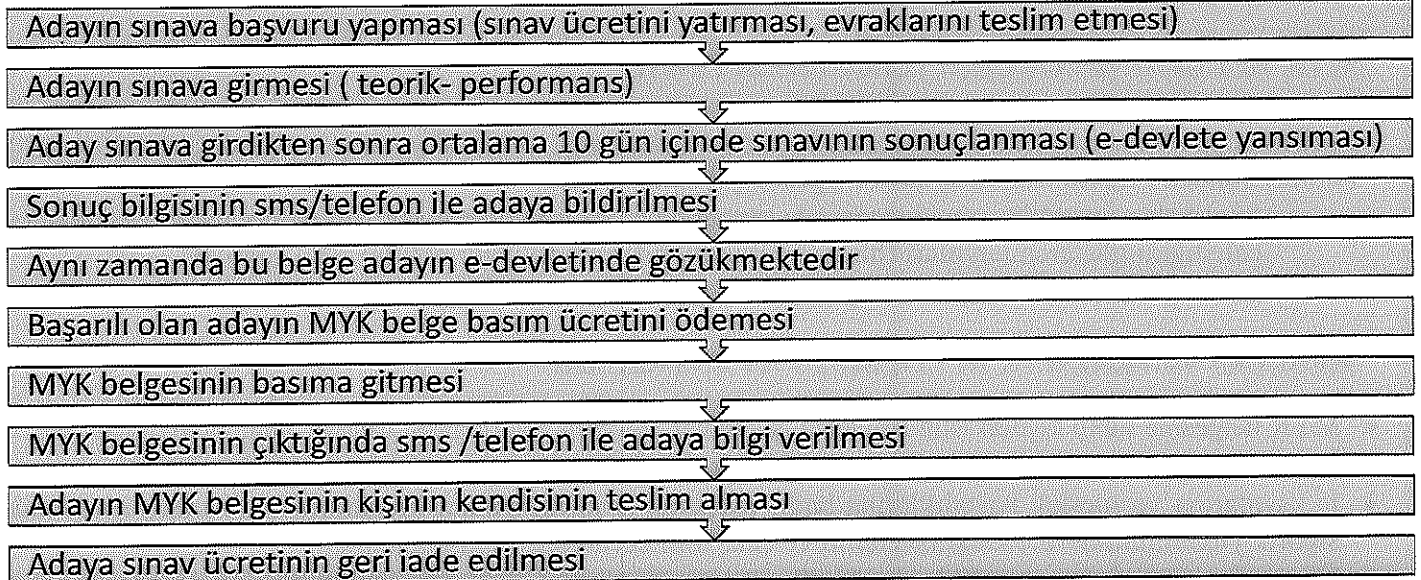 Adayın sınava başvuru yapması (sınav ücretini yatırması, evraklarını teslim etmesi)
Adayın sınava girmesi ( teorik- performans)
Aday sınava girdikten sonra ortalama 10 gün içinde sınavının sonuçlanması (e-devlete yansıması)
Sonuç bilgisinin sms/telefon ile adaya bildirilmesi
Aynı zamanda bu belge adayın e-devletinde gözükmektedir
Başarılı olan adayın MYK belge basım ücretini ödemesi
MYK belgesinin basıma gitmesi
MYK belgesinin çıktığında sms /telefon ile adaya bilgi verilmesi
Adayın MYK belgesinin kişinin kendisinin teslim alması
Adaya sınav ücretinin geri iade edilmesi